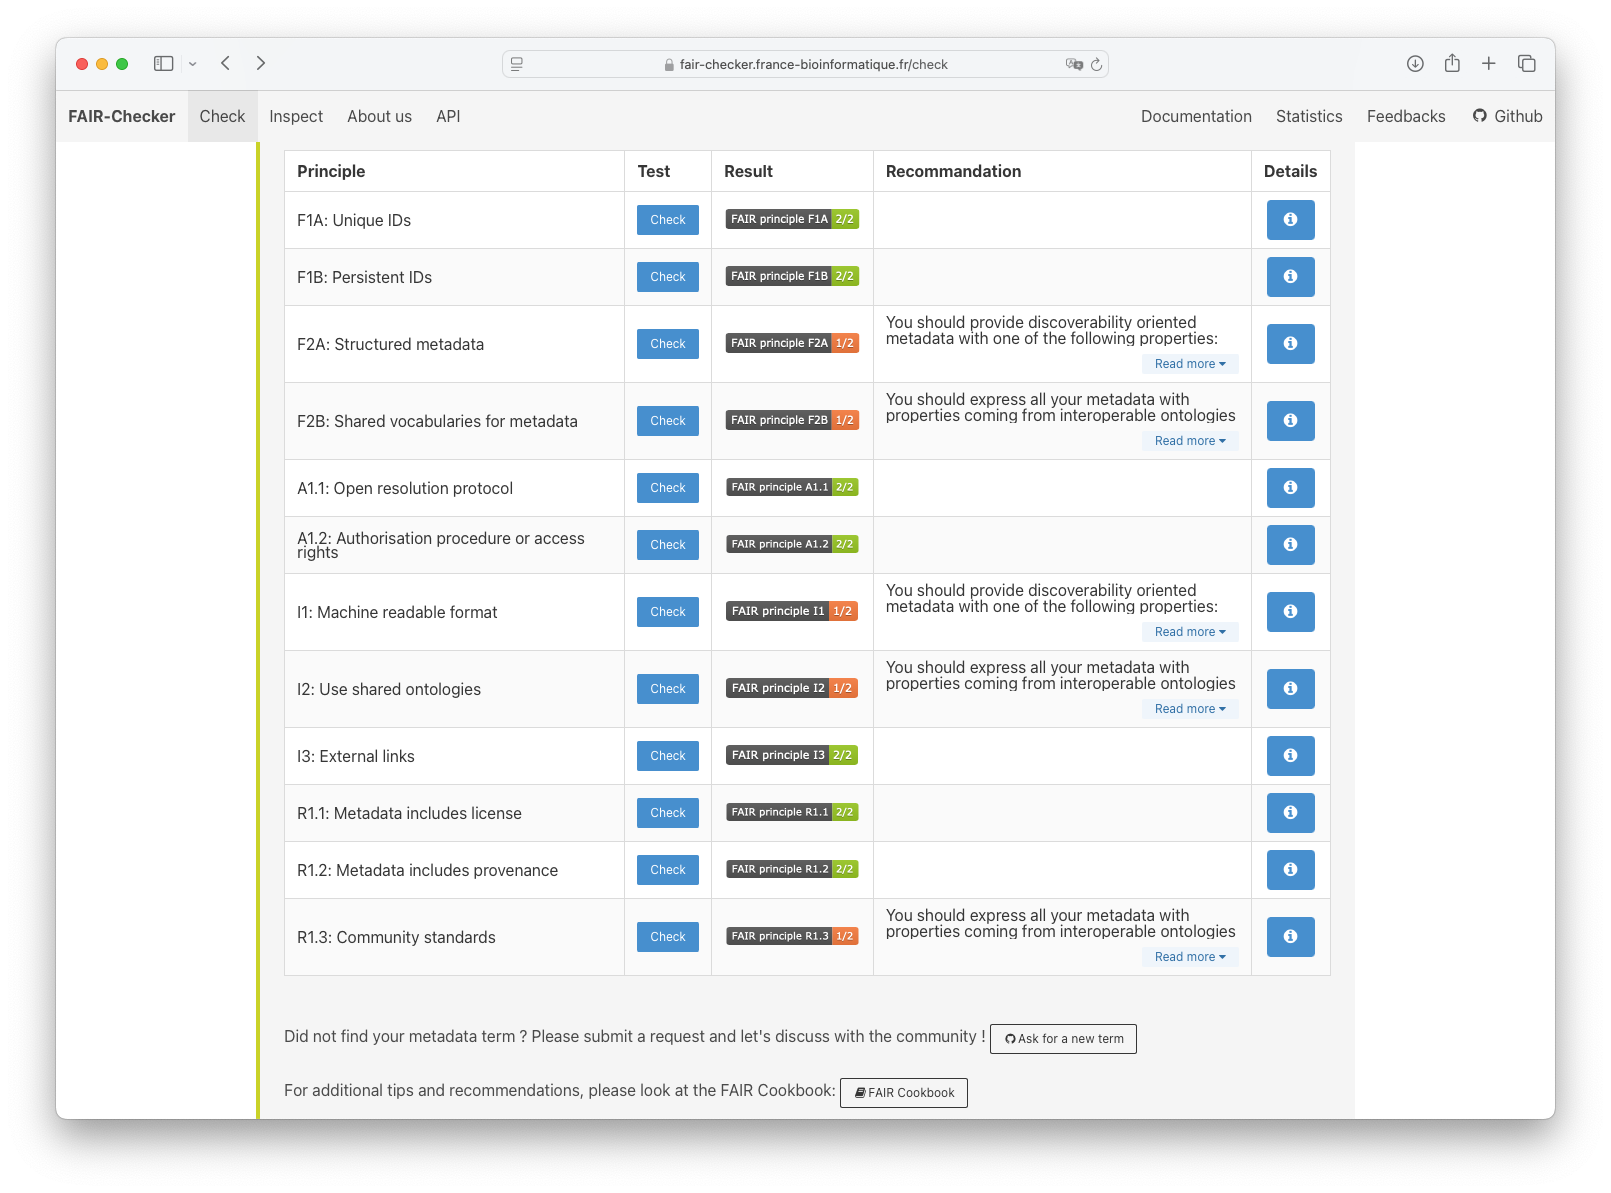 fair-checker.france-bioinformatique.fr/check
FAIR-Checker Check Inspect About us API Documentation Statistics Feedbacks Github
Principle Test Result Recommandation Details
F1A: Unique IDs Check FAIR principle F1A 2/2
F1B: Persistent IDs Check FAIR principle F1B 2/2
You should provide discoverability oriented
metadata with one of the following properties:
F2A: Structured metadata Check FAIR principle F2A 1/2
Read more
You should express all your metadata with
properties coming from interoperable ontologies
F2B: Shared vocabularies for metadata Check FAIR principle F2B 1/2
Read more
A1.1: Open resolution protocol Check FAIR principle A1.1 2/2
A1.2: Authorisation procedure or access
rights
Check FAIR principle A1.2 2/2
You should provide discoverability oriented
metadata with one of the following properties:
I1: Machine readable format Check FAIR principle I1 1/2
Read more
You should express all your metadata with
properties coming from interoperable ontologies
I2: Use shared ontologies Check FAIR principle I2 1/2
Read more
I3: External links Check FAIR principle I3 2/2
R1.1: Metadata includes license Check FAIR principle R1.1 2/2
R1.2: Metadata includes provenance Check FAIR principle R1.2 2/2
You should express all your metadata with
properties coming from interoperable ontologies
R1.3: Community standards Check FAIR principle R1.3 1/2
Read more
Did not find your metadata term ? Please submit a request and let's discuss with the community ! Ask for a new term
For additional tips and recommendations, please look at the FAIR Cookbook: FAIR Cookbook